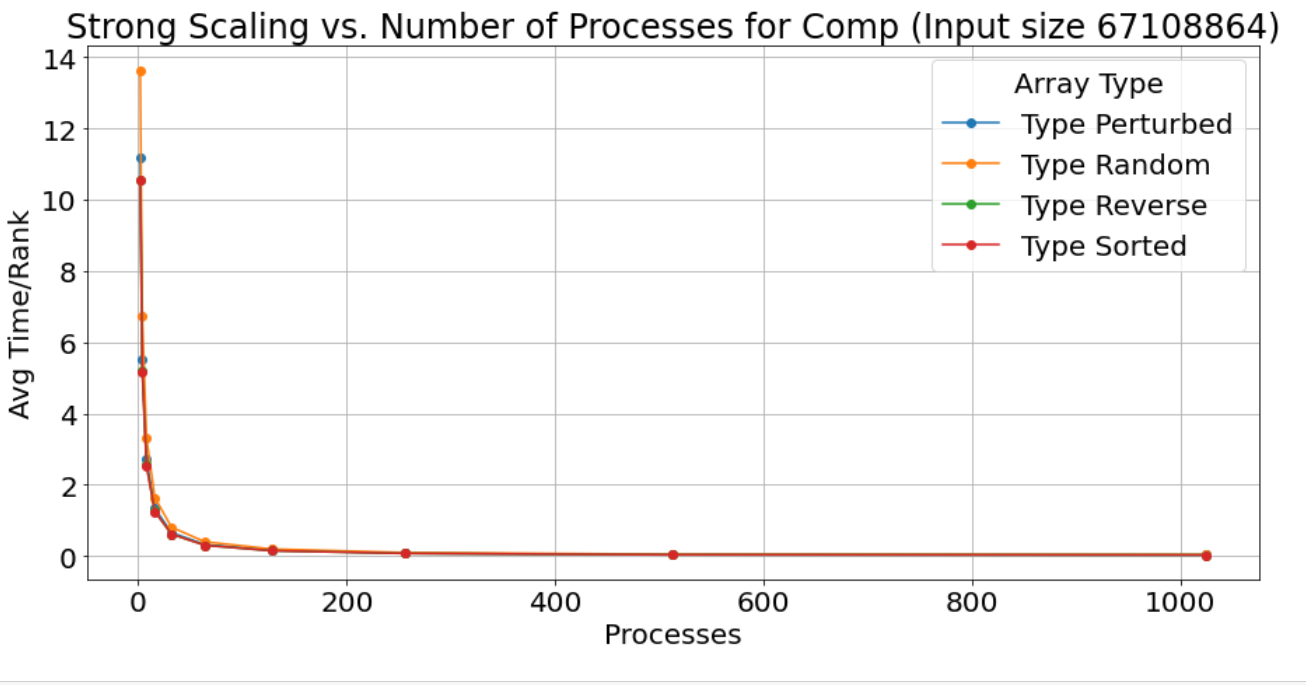 Strong Scaling vs. Number of Processes for Comp (Input size 67108864)
14
12
10
8
6
4
2
0
Avg Time/Rank
Array Type
Type Perturbed
Type Random
Type Reverse
Type Sorted
0 200 400 600 800 1000
Processes